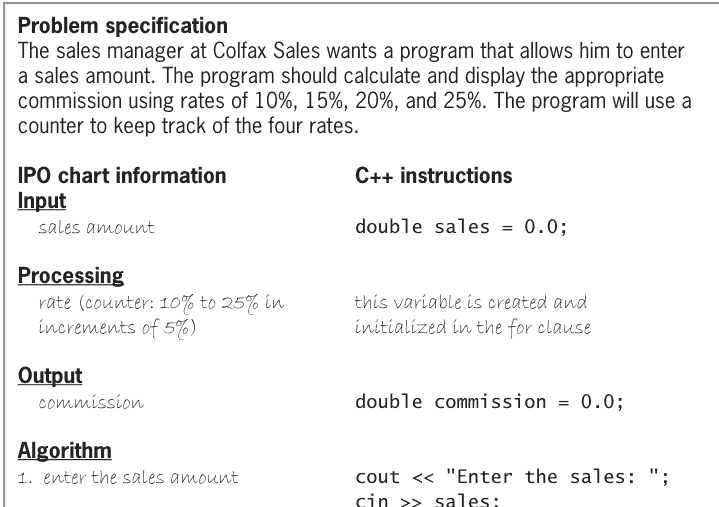 Problem specification
The sales manager at Colfax Sales wants a program that allows him to enter
a sales amount. The program should calculate and display the appropriate
commission using rates of 10%, 15%, 20%, and 25%. The program will use a
counter to keep track of the four rates.
IPO chart information C++ instructions
Input
sales amount double sales = 0.0;
Processing
rate (counter: 10% to 25% in this variable is created and
increments of 5%) initialized in the for clause
Output
commission double commission = 0.0;
Algorithm
1. enter the sales amount cout << "Enter the sales: ";
cin >> sales;